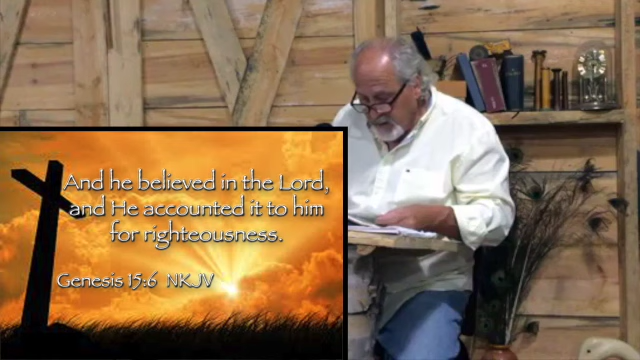 And he believed in the Lord,
and He accounted it to him
for righteousness.
Genesis 15:6 NKJV